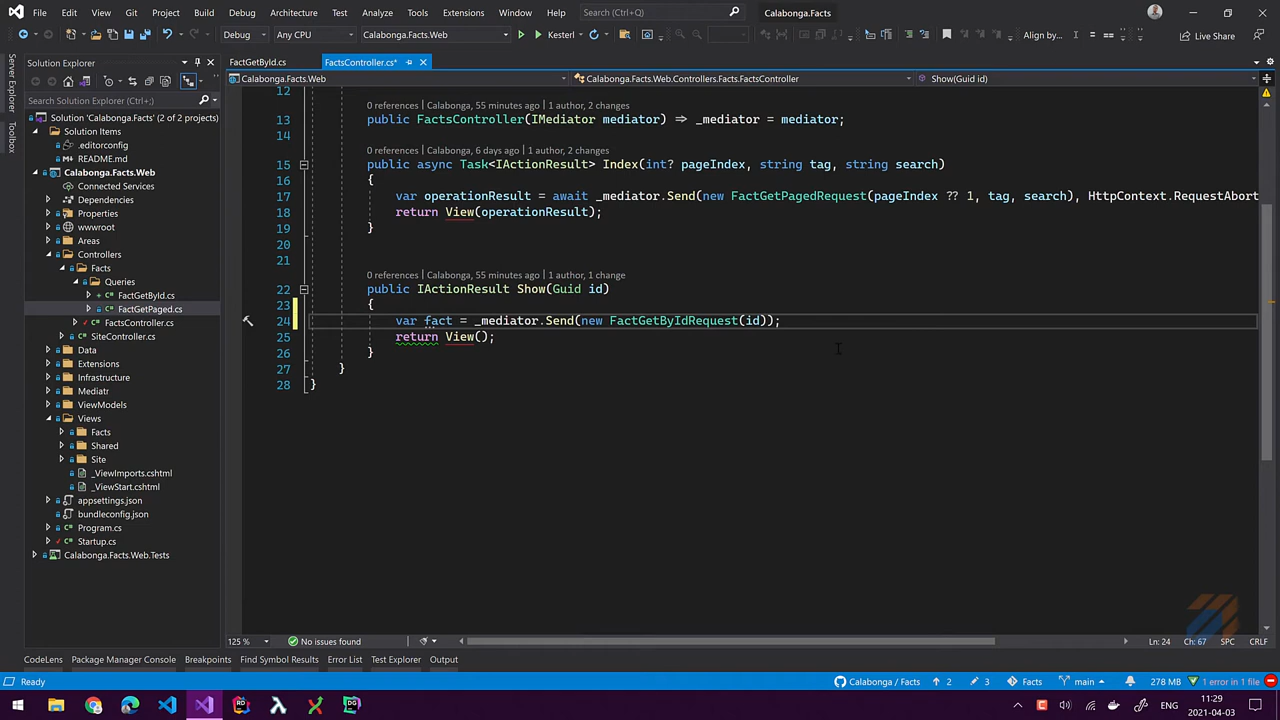 File Edit View Git Project Build Debug Architecture Test Analyze Tools Extensions Window Help Search (Ctrl+Q) Calabonga.Facts
Debug Any CPU Calabonga.Facts.Web Kestrel Align by... Live Share
Server Explorer
Toolbox
Solution Explorer
Search Solution Explorer (Ctrl+;)
Solution 'Calabonga.Facts' (2 of 2 projects)
Solution Items
.editorconfig
README.md
Calabonga.Facts.Web
Connected Services
Dependencies
Properties
wwwroot
Areas
Controllers
Facts
Queries
FactGetById.cs
FactGetPaged.cs
FactsController.cs
SiteController.cs
Data
Extensions
Infrastructure
Mediatr
ViewModels
Views
Facts
Shared
Site
_ViewImports.cshtml
_ViewStart.cshtml
appsettings.json
bundleconfig.json
Program.cs
Startup.cs
Calabonga.Facts.Web.Tests
FactGetById.cs FactsController.cs*
Calabonga.Facts.Web Calabonga.Facts.Web.Controllers.Facts.FactsController Show(Guid id)
12
0 references | Calabonga, 55 minutes ago | 1 author, 2 changes
13 public FactsController(IMediator mediator) => _mediator = mediator;
14
0 references | Calabonga, 6 days ago | 1 author, 2 changes
15 public async Task<IActionResult> Index(int? pageIndex, string tag, string search)
16 {
17 var operationResult = await _mediator.Send(new FactGetPagedRequest(pageIndex ?? 1, tag, search), HttpContext.RequestAbort
18 return View(operationResult);
19 }
20
21
0 references | Calabonga, 55 minutes ago | 1 author, 1 change
22 public IActionResult Show(Guid id)
23 {
24 var fact = _mediator.Send(new FactGetByIdRequest(id));
25 return View();
26 }
27 }
28 }
125 % No issues found Ln: 24 Ch: 67 SPC CRLF
CodeLens Package Manager Console Breakpoints Find Symbol Results Error List Test Explorer Output
Ready Calabonga / Facts 2 3 Facts main 278 MB 1 error in 1 file
ENG 11:29
2021-04-03